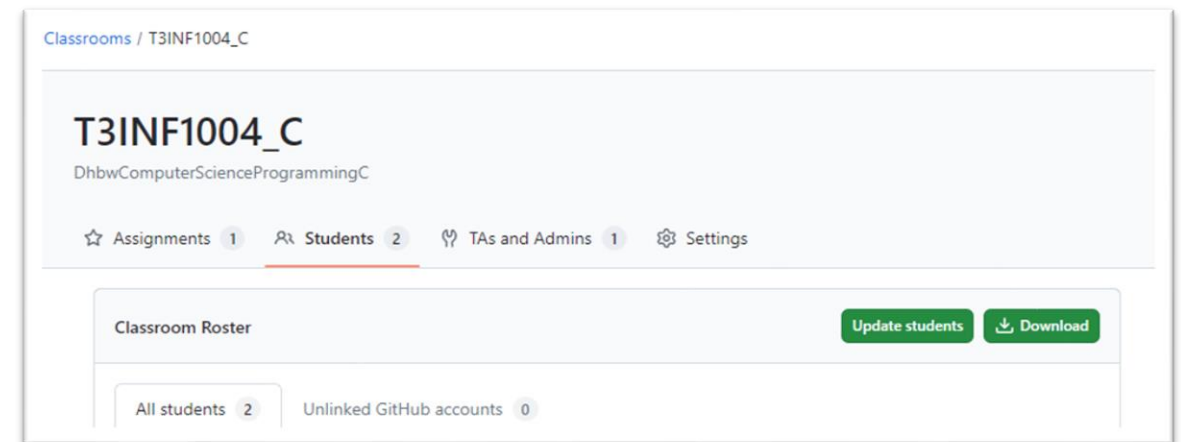 Classrooms / T3INF1004_C
T3INF1004_C
DhbwComputerScienceProgrammingC
Assignments 1 Students 2 TAs and Admins 1 Settings
Classroom Roster Update students Download
All students 2 Unlinked GitHub accounts 0